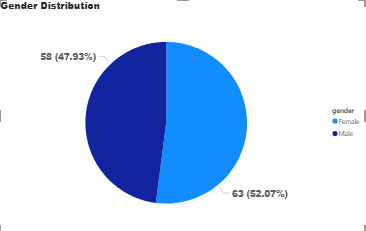 Gender Distribution
58 (47.93%)
gender
Female
Male
63 (52.07%)